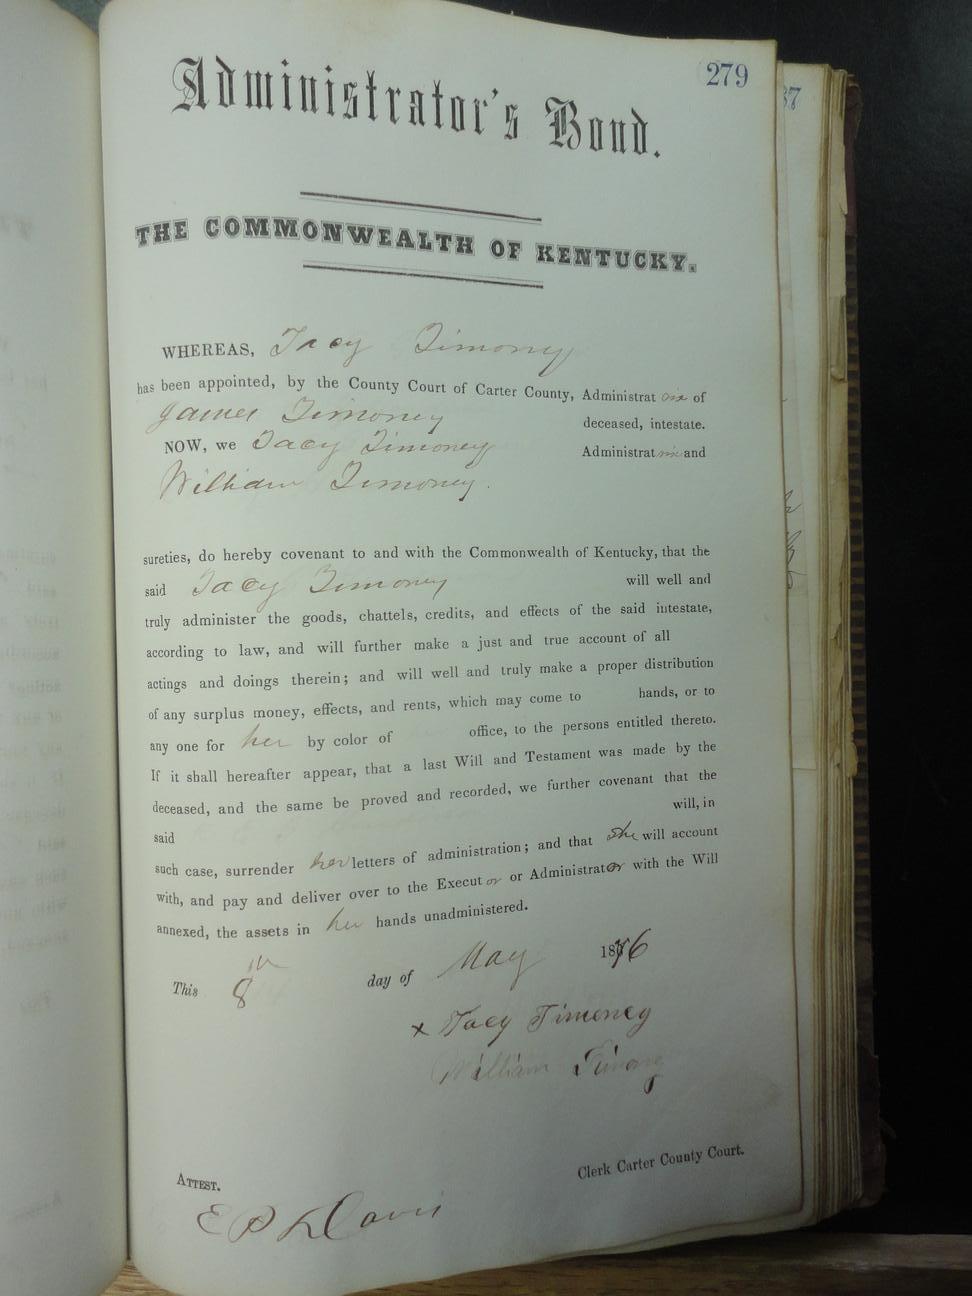 279
37
Administrator's Bond.
THE COMMONWEALTH OF KENTUCKY.
WHEREAS, Tacy Timony
has been appointed, by the County Court of Carter County, Administratrix of
James Timoney deceased, intestate.
NOW, we Tacy Timoney Administratrix and
William Timoney.
sureties, do hereby covenant to and with the Commonwealth of Kentucky, that the
said Tacy Timoney will well and
truly administer the goods, chattels, credits, and effects of the said intestate,
according to law, and will further make a just and true account of all
actings and doings therein; and will well and truly make a proper distribution
of any surplus money, effects, and rents, which may come to hands, or to
any one for her by color of office, to the persons entitled thereto.
If it shall hereafter appear, that a last Will and Testament was made by the
deceased, and the same be proved and recorded, we further covenant that the
said will, in
such case, surrender her letters of administration; and that she will account
with, and pay and deliver over to the Executor or Administrator with the Will
annexed, the assets in her hands unadministered.
This 8th day of May 1876
x Tacy Timoney
William Timony
ATTEST. Clerk Carter County Court.
Davis